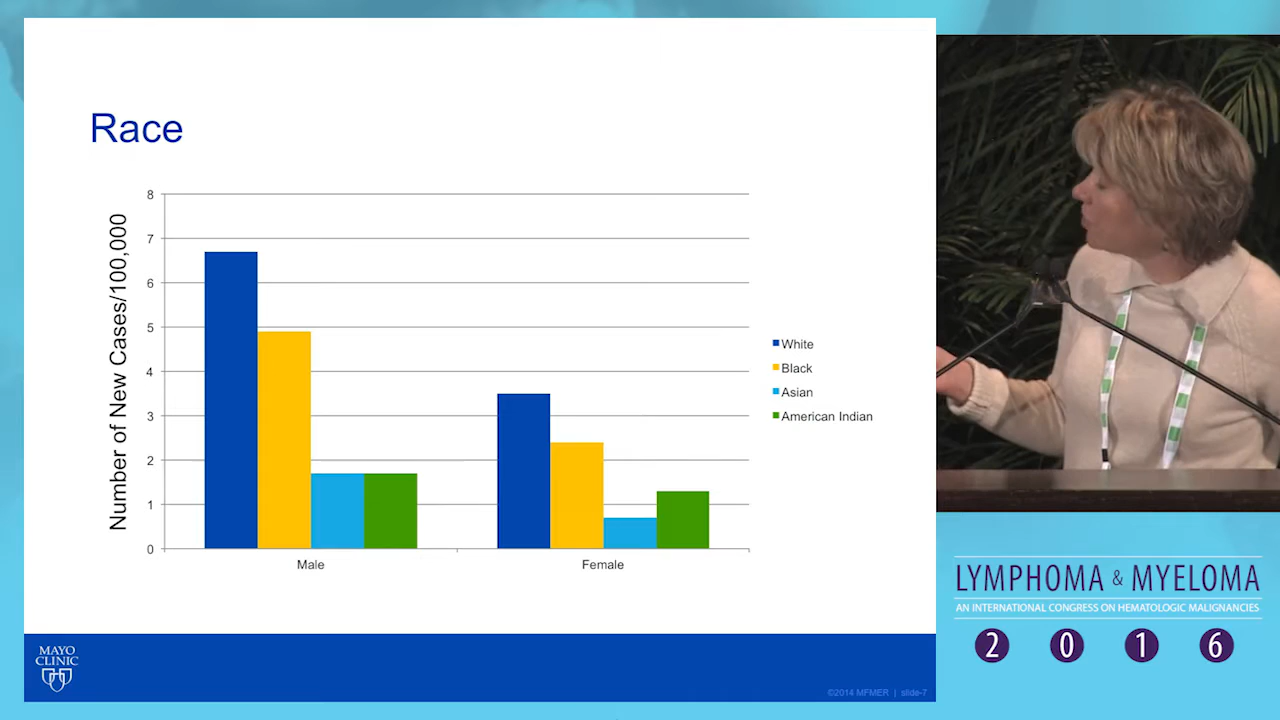 Race
Number of New Cases/100,000
8
7
6
5
4
3
2
1
0
Male
Female
White
Black
Asian
American Indian
MAYO
CLINIC
©2014 MFMER | slide-7
LYMPHOMA & MYELOMA
AN INTERNATIONAL CONGRESS ON HEMATOLOGIC MALIGNANCIES
2 0 1 6